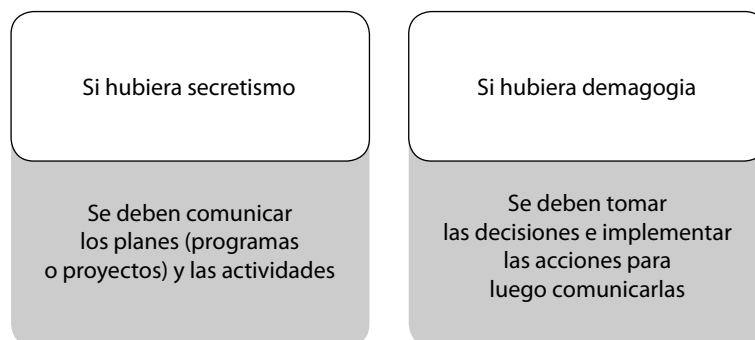 Si hubiera secretismo
Se deben comunicar
los planes (programas
o proyectos) y las actividades
Si hubiera demagogia
Se deben tomar
las decisiones e implementar
las acciones para
luego comunicarlas